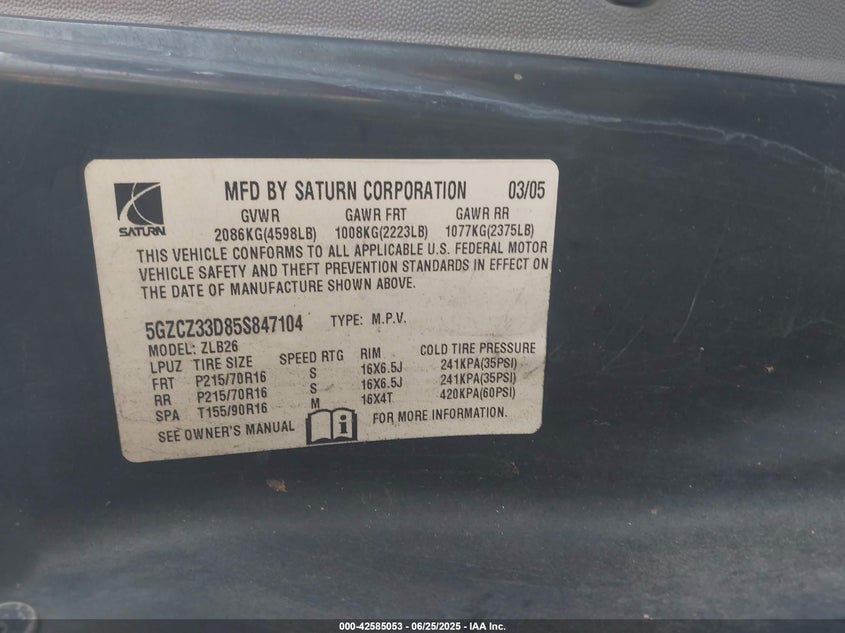 SATURN
MFD BY SATURN CORPORATION 03/05
GVWR GAWR FRT GAWR RR
2086KG(4598LB) 1008KG(2223LB) 1077KG(2375LB)
THIS VEHICLE CONFORMS TO ALL APPLICABLE U.S. FEDERAL MOTOR
VEHICLE SAFETY AND THEFT PREVENTION STANDARDS IN EFFECT ON
THE DATE OF MANUFACTURE SHOWN ABOVE.
5GZCZ33D85S847104 TYPE: M.P.V.
MODEL: ZLB26
LPUZ TIRE SIZE SPEED RTG RIM COLD TIRE PRESSURE
FRT P215/70R16 S 16X6.5J 241KPA(35PSI)
RR P215/70R16 S 16X6.5J 241KPA(35PSI)
SPA T155/90R16 M 16X4T 420KPA(60PSI)
SEE OWNER'S MANUAL i FOR MORE INFORMATION.
000-42585053 - 06/25/2025 - IAA Inc.